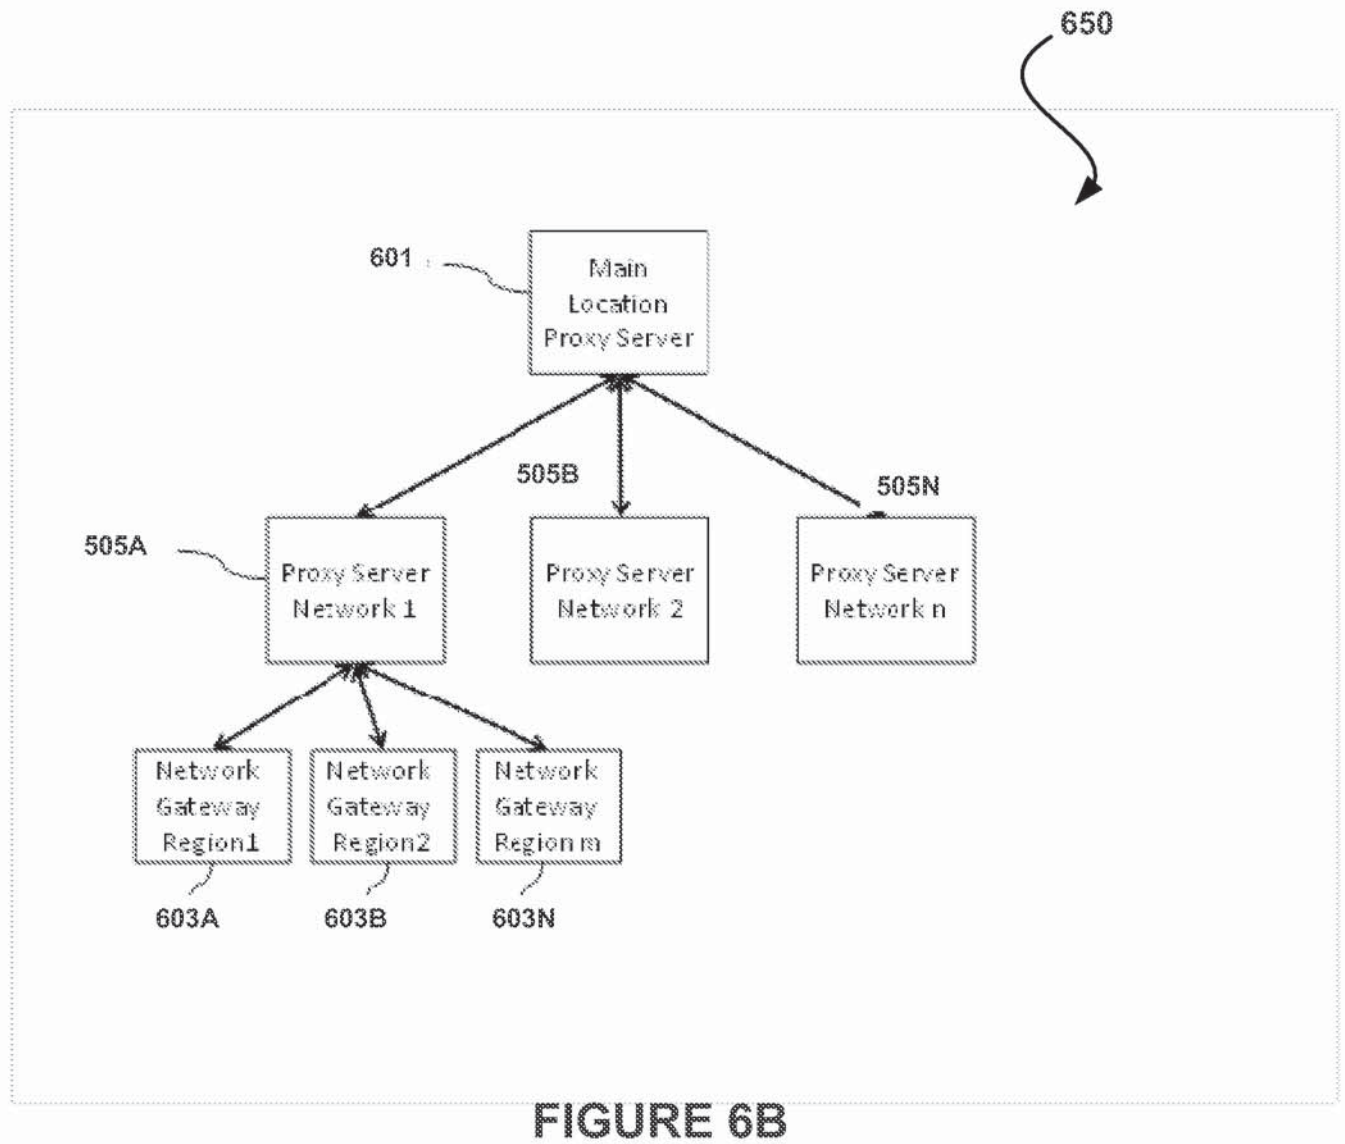 650
601
Main
Location
Proxy Server
505B
505N
505A
Proxy Server
Network 1
Proxy Server
Network 2
Proxy Server
Network n
Network
Gateway
Region1
Network
Gateway
Region2
Network
Gateway
Region m
603A
603B
603N
FIGURE 6B